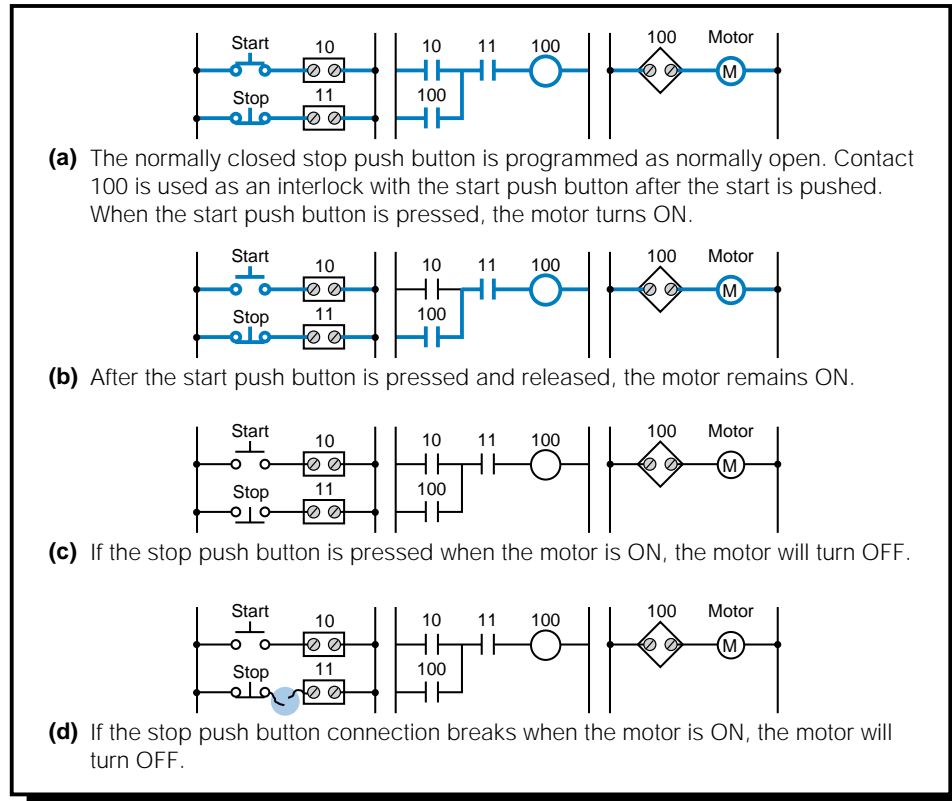 Start 10 10 11 100 100 Motor
Stop 11 100 M
(a) The normally closed stop push button is programmed as normally open. Contact
100 is used as an interlock with the start push button after the start is pushed.
When the start push button is pressed, the motor turns ON.
Start 10 10 11 100 100 Motor
Stop 11 100 M
(b) After the start push button is pressed and released, the motor remains ON.
Start 10 10 11 100 100 Motor
Stop 11 100 M
(c) If the stop push button is pressed when the motor is ON, the motor will turn OFF.
Start 10 10 11 100 100 Motor
Stop 11 100 M
(d) If the stop push button connection breaks when the motor is ON, the motor will
turn OFF.